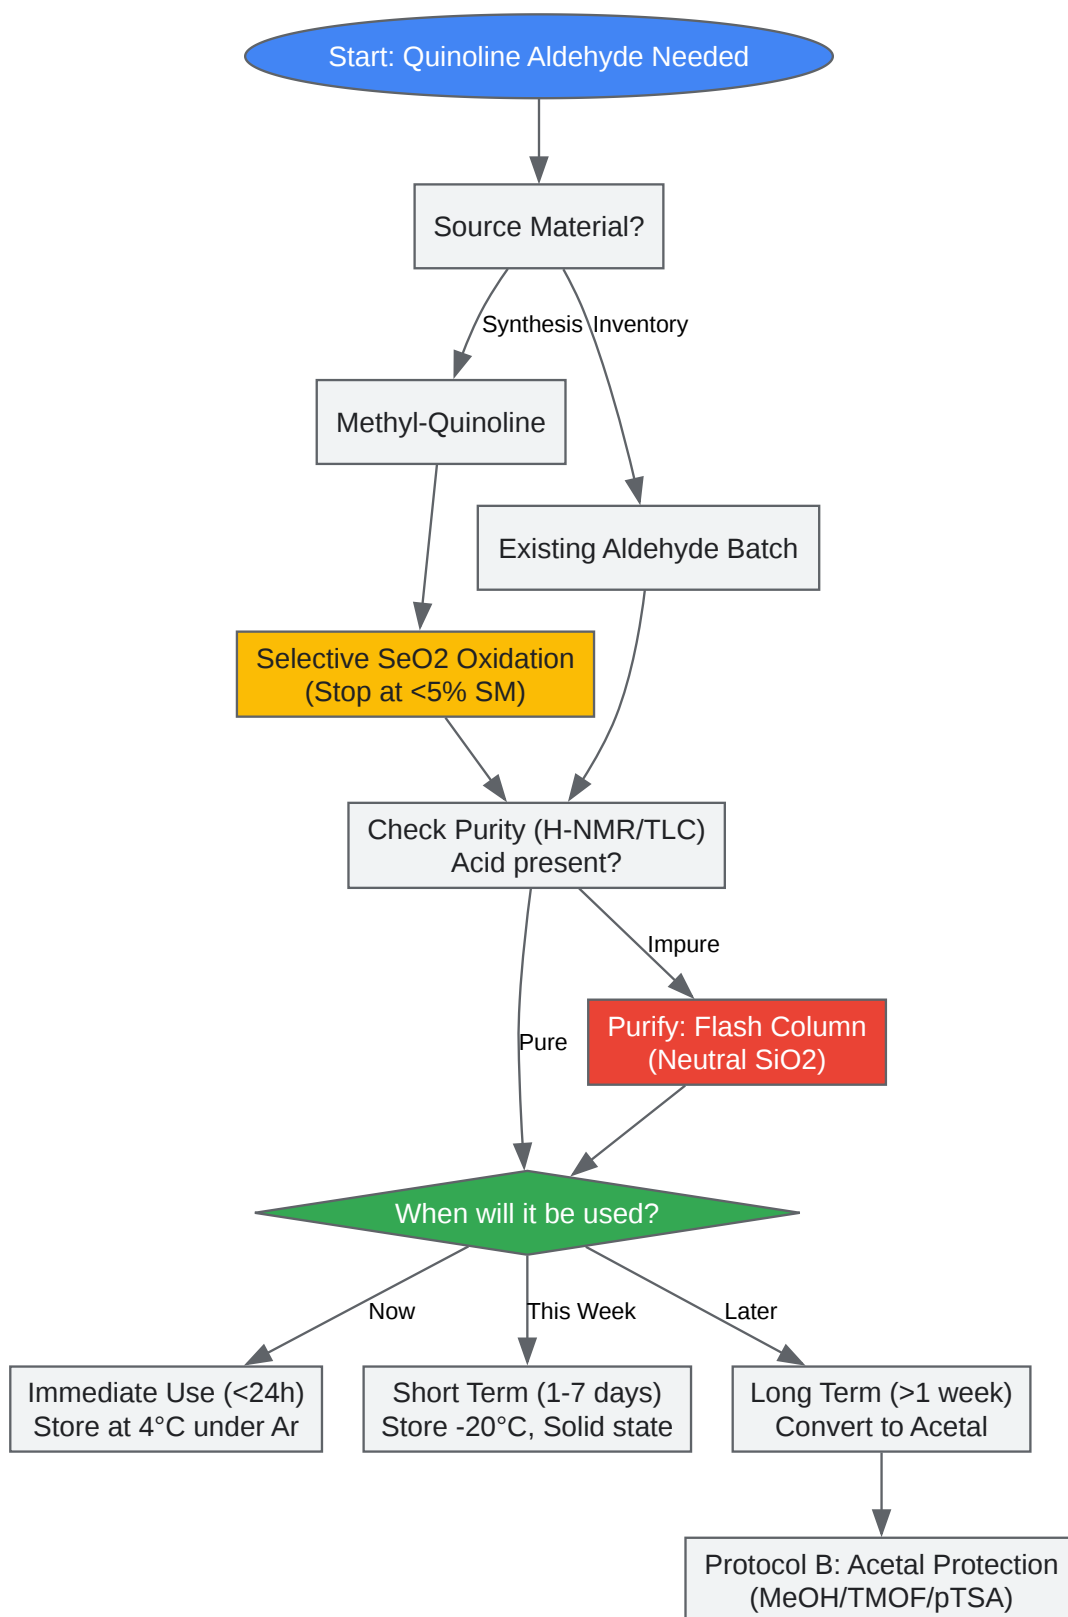 Start: Quinoline Aldehyde Needed
Source Material?
Synthesis
Inventory
Methyl-Quinoline
Existing Aldehyde Batch
Selective SeO2 Oxidation
(Stop at <5% SM)
Check Purity (H-NMR/TLC)
Acid present?
Impure
Purify: Flash Column
(Neutral SiO2)
Pure
When will it be used?
Now
This Week
Later
Immediate Use (<24h)
Store at 4°C under Ar
Short Term (1-7 days)
Store -20°C, Solid state
Long Term (>1 week)
Convert to Acetal
Protocol B: Acetal Protection
(MeOH/TMOF/pTSA)